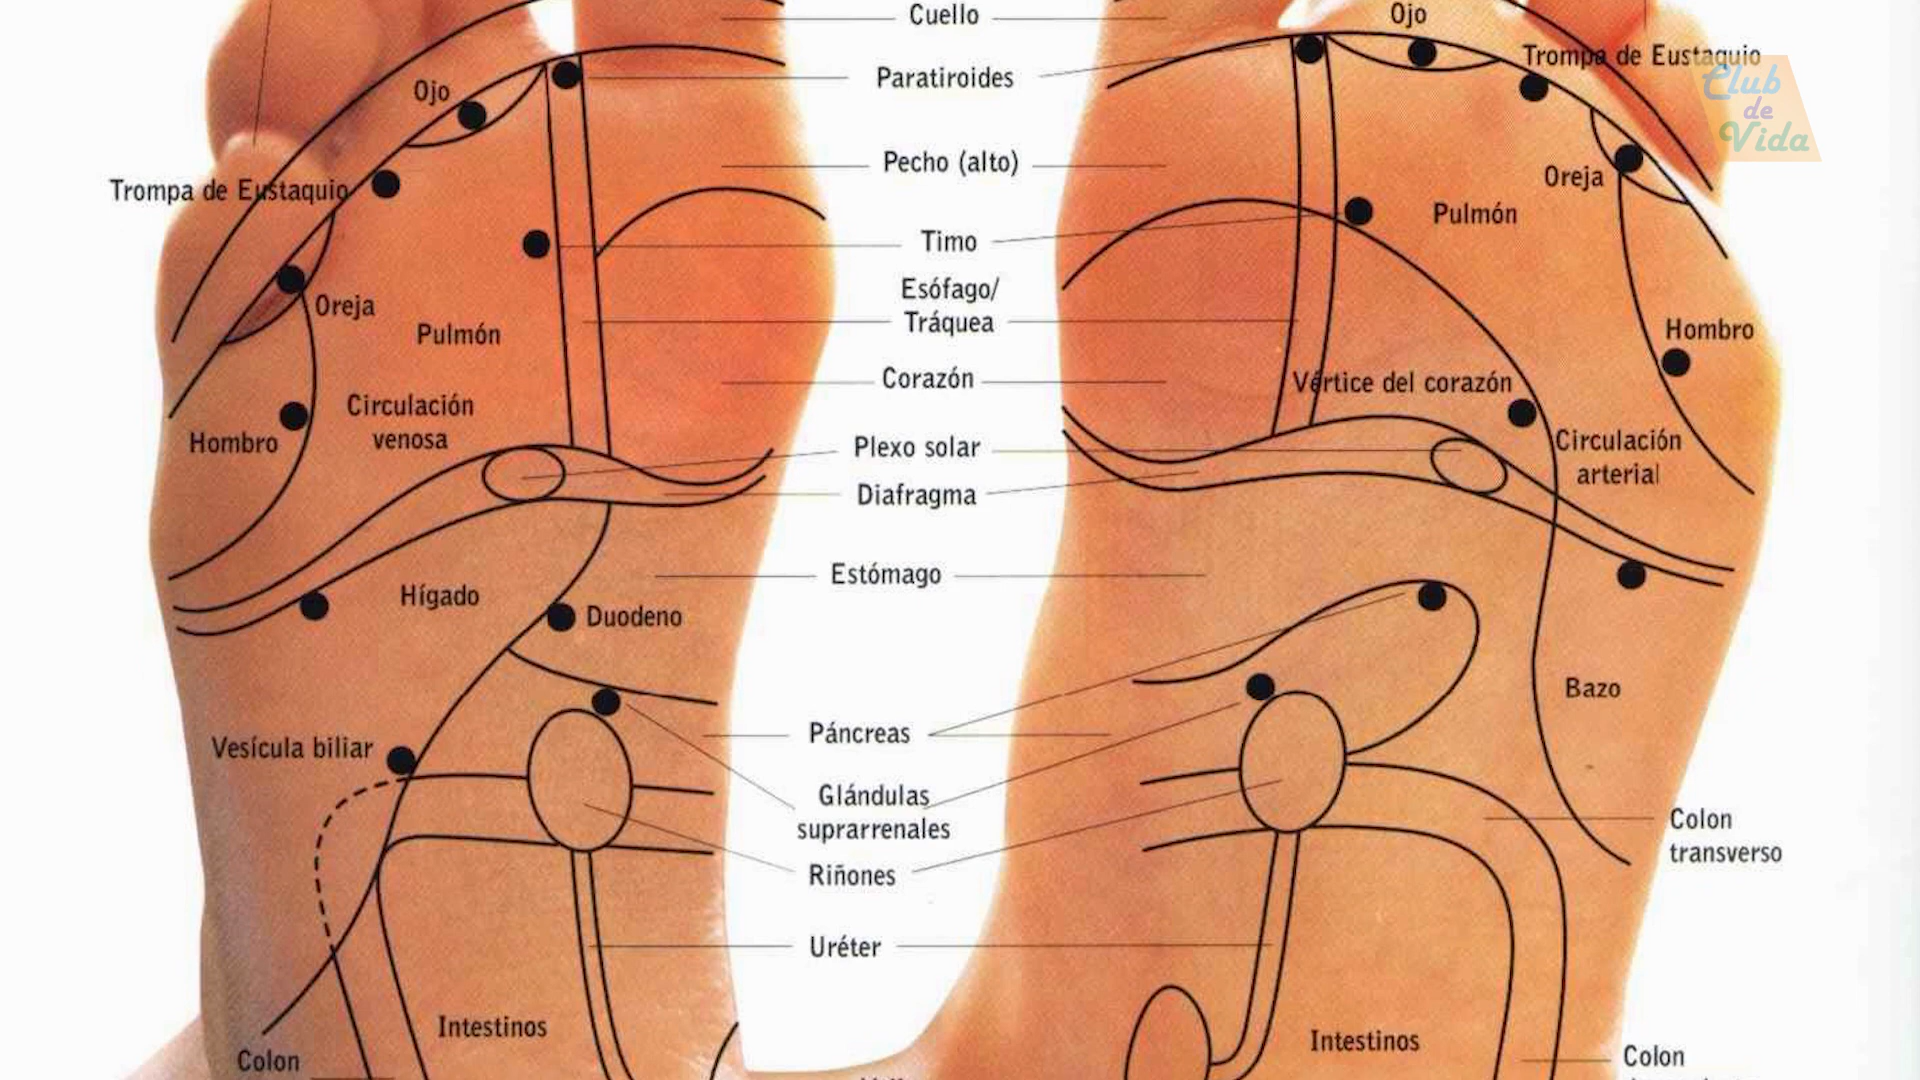 Cuello
Ojo
Trompa de Eustaquio
Club
de
Vida
Paratiroides
Ojo
Pecho (alto)
Oreja
Trompa de Eustaquio
Pulmón
Timo
Esófago/
Tráquea
Oreja
Pulmón
Hombro
Corazón
Vértice del corazón
Circulación
venosa
Hombro
Plexo solar
Circulación
arterial
Diafragma
Estómago
Hígado
Duodeno
Bazo
Vesícula biliar
Páncreas
Glándulas
suprarrenales
Colon
transverso
Riñones
Uréter
Intestinos
Intestinos
Colon
Colon